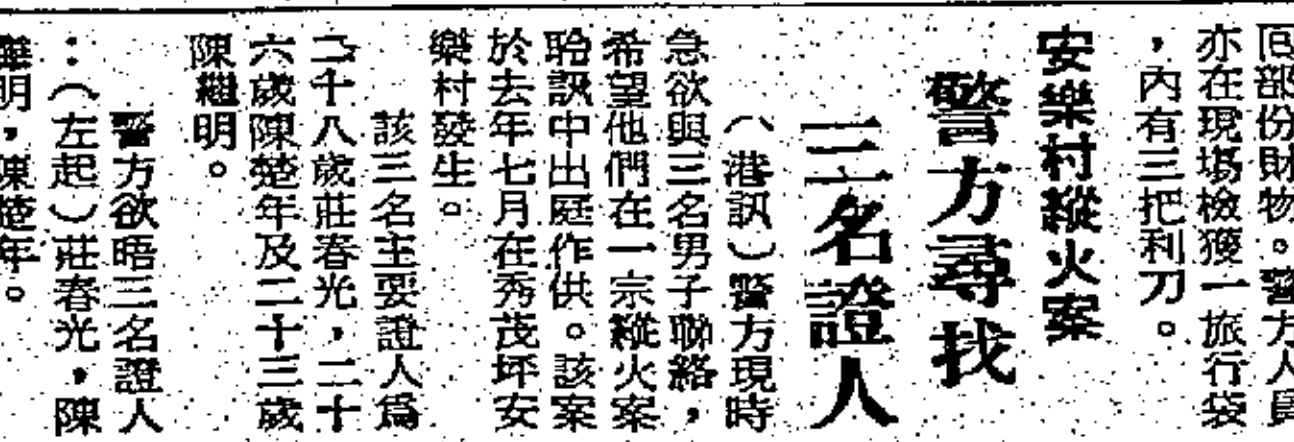 囘部份財物。警方人員
亦在現場檢獲一旅行袋
，內有三把利刀。
安樂村縱火案
警方尋找
三名證人
（港訊）警方現時
急欲與三名男子聯絡，
希望他們在一宗縱火案
聆訊中出庭作供。該案
於去年七月在秀茂坪安
樂村發生。
該三名主要證人爲
二十八歲莊春光，二十
六歲陳楚年及二十三歲
陳繼明。
警方欲晤三名證人
：（左起）莊春光，陳
繼明，陳楚年。